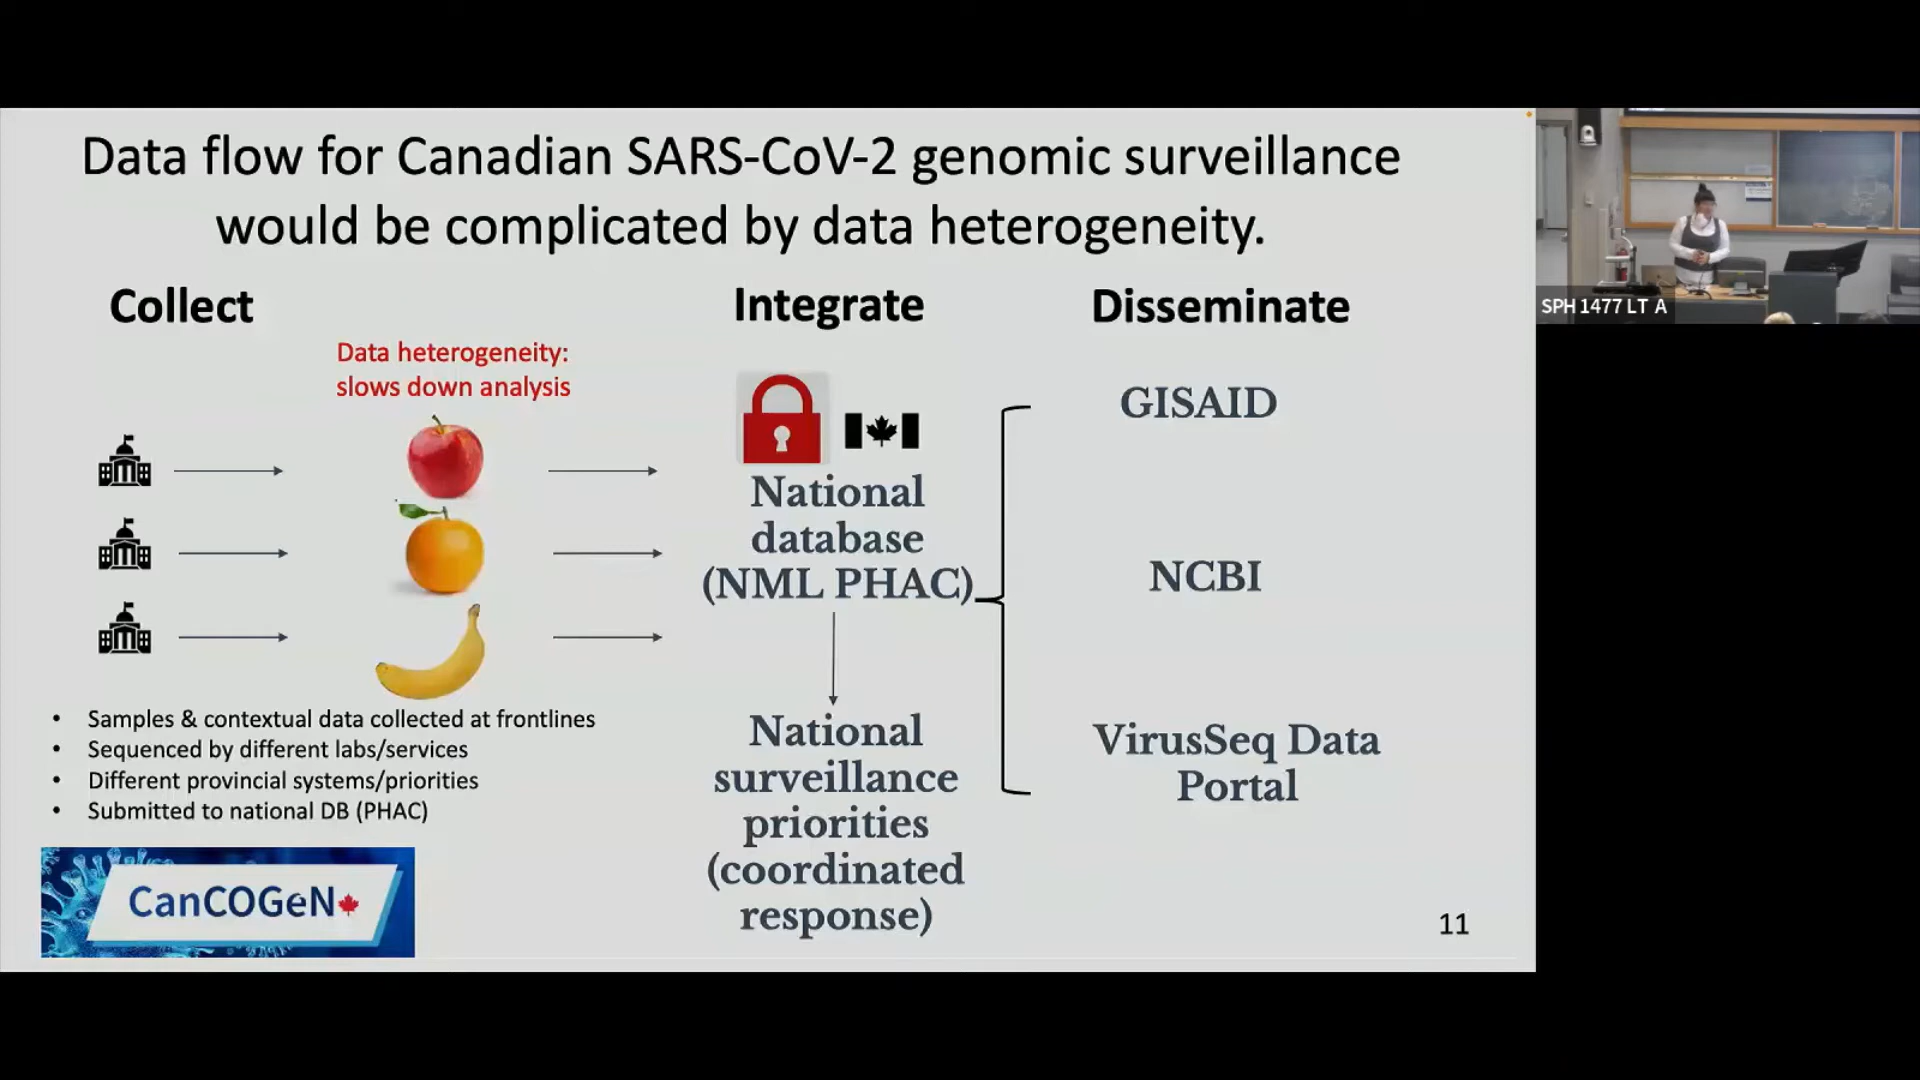 Data flow for Canadian SARS-CoV-2 genomic surveillance
would be complicated by data heterogeneity.
Collect
Integrate
Disseminate
Data heterogeneity:
slows down analysis
National
database
(NML PHAC)
National
surveillance
priorities
(coordinated
response)
GISAID
NCBI
VirusSeq Data
Portal
• Samples & contextual data collected at frontlines
• Sequenced by different labs/services
• Different provincial systems/priorities
• Submitted to national DB (PHAC)
CanCOGeN
11
SPH 1477 LT A